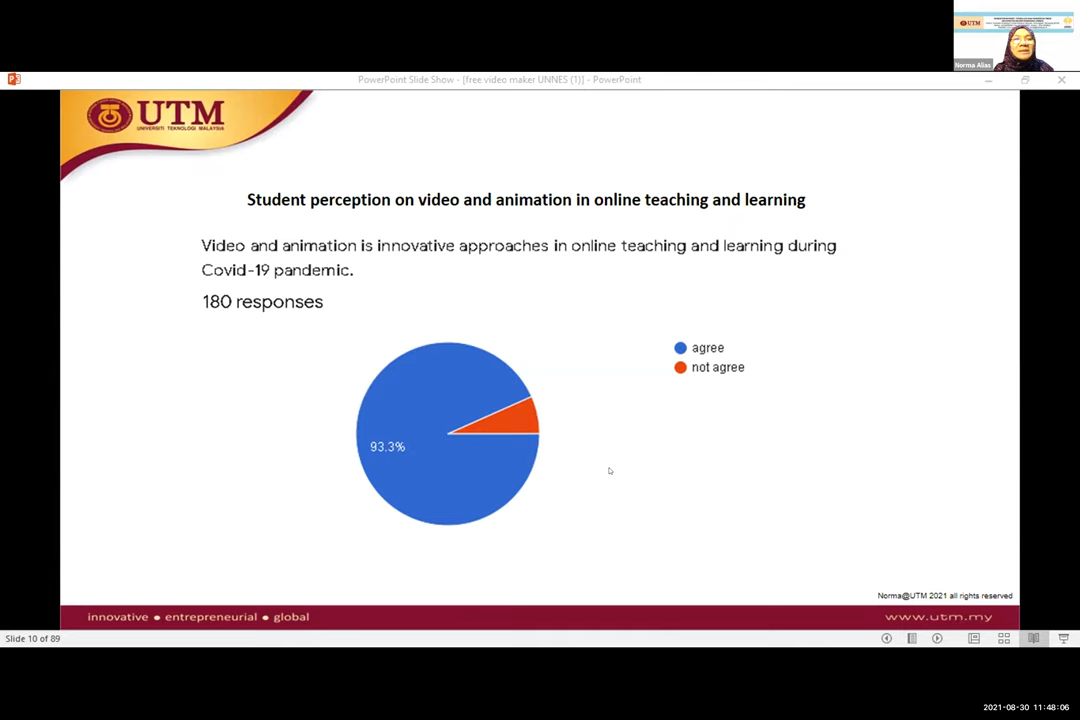 UTM
Norma Alias
PowerPoint Slide Show - [free video maker UNNES (1)] - PowerPoint
UTM
UNIVERSITI TEKNOLOGI MALAYSIA
Student perception on video and animation in online teaching and learning
Video and animation is innovative approaches in online teaching and learning during
Covid-19 pandemic.
180 responses
agree
not agree
93.3%
Norma@UTM 2021 all rights reserved
innovative ● entrepreneurial ● global
www.utm.my
Slide 10 of 89
2021-08-30 11:48:06